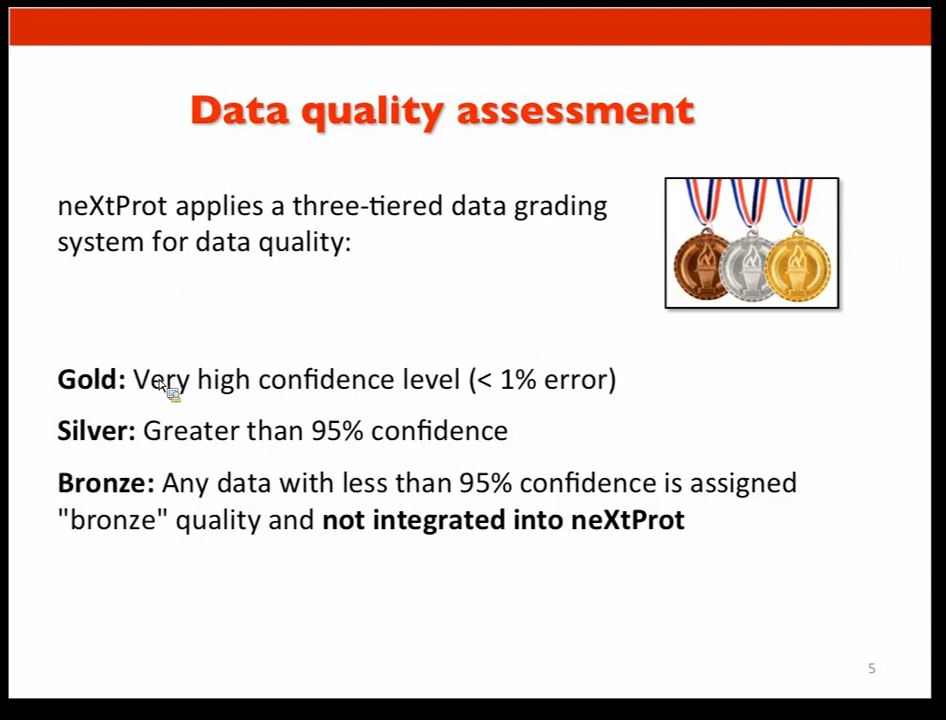 Data quality assessment
neXtProt applies a three-tiered data grading
system for data quality:
Gold: Very high confidence level (< 1% error)
Silver: Greater than 95% confidence
Bronze: Any data with less than 95% confidence is assigned
"bronze" quality and not integrated into neXtProt
5